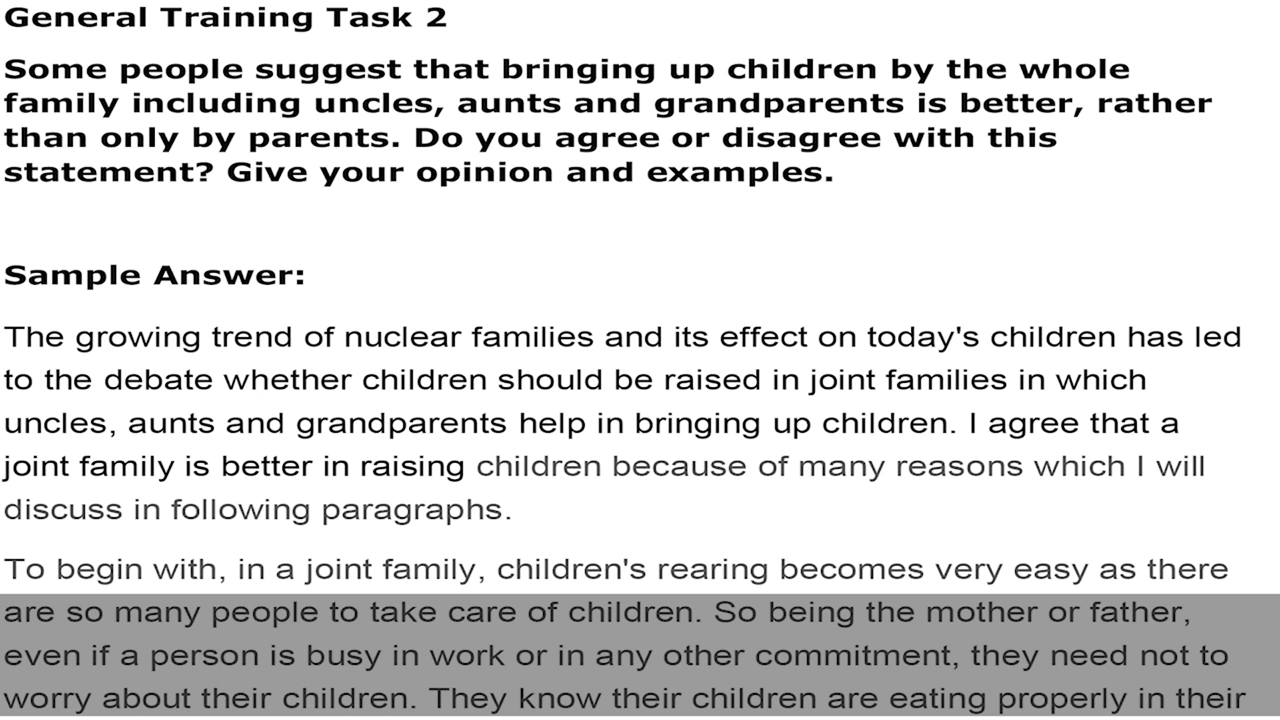 General Training Task 2
Some people suggest that bringing up children by the whole
family including uncles, aunts and grandparents is better, rather
than only by parents. Do you agree or disagree with this
statement? Give your opinion and examples.
Sample Answer:
The growing trend of nuclear families and its effect on today's children has led
to the debate whether children should be raised in joint families in which
uncles, aunts and grandparents help in bringing up children. I agree that a
joint family is better in raising children because of many reasons which I will
discuss in following paragraphs.
To begin with, in a joint family, children's rearing becomes very easy as there
are so many people to take care of children. So being the mother or father,
even if a person is busy in work or in any other commitment, they need not to
worry about their children. They know their children are eating properly in their